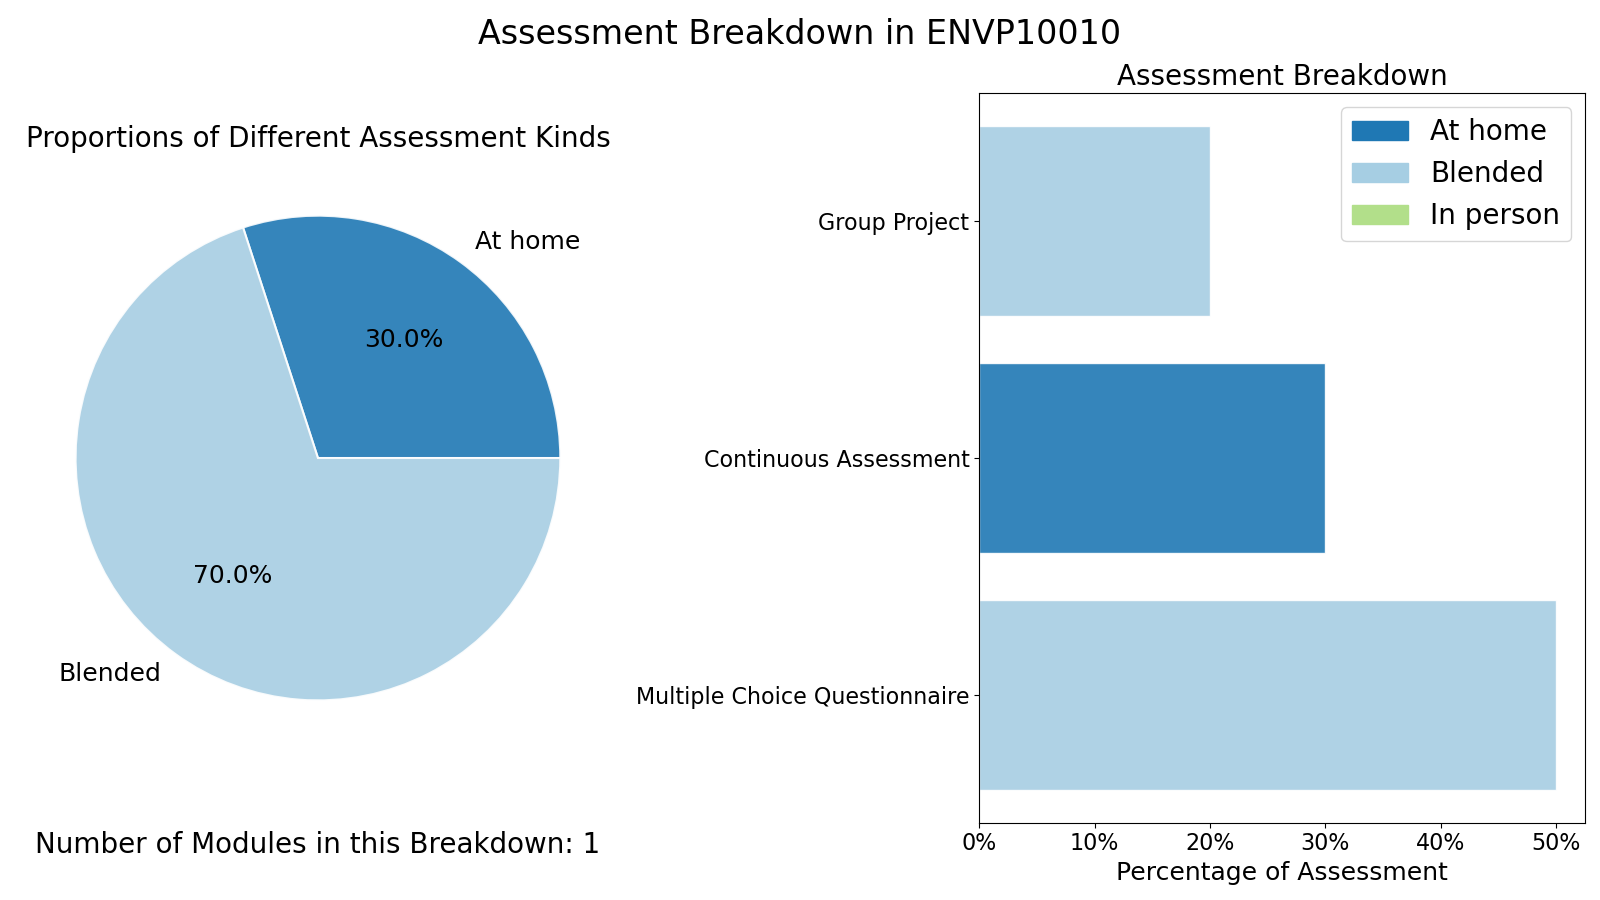 Assessment Breakdown in ENVP10010
Proportions of Different Assessment Kinds
At home
30.0%
70.0%
Blended
Number of Modules in this Breakdown: 1
Assessment Breakdown
At home
Blended
In person
Group Project
Continuous Assessment
Multiple Choice Questionnaire
0% 10% 20% 30% 40% 50%
Percentage of Assessment